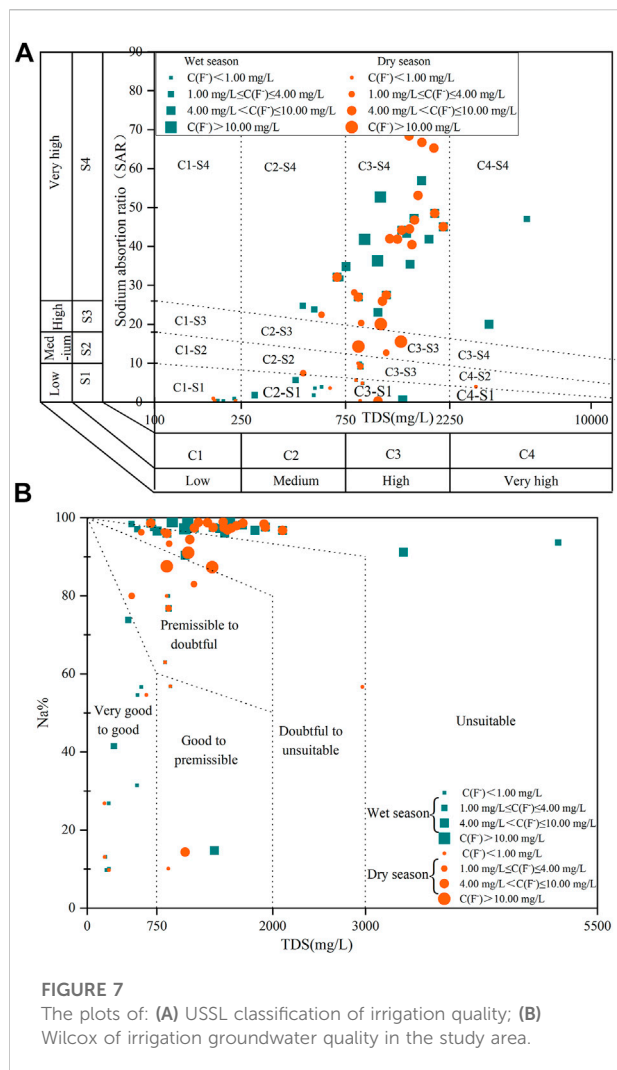 A
Wet season
Dry season
C(F⁻)＜1.00 mg/L
C(F⁻)＜1.00 mg/L
1.00 mg/L≤C(F⁻)≤4.00 mg/L
1.00 mg/L≤C(F⁻)≤4.00 mg/L
4.00 mg/L＜C(F⁻)≤10.00 mg/L
4.00 mg/L＜C(F⁻)≤10.00 mg/L
C(F⁻)＞10.00 mg/L
C(F⁻)＞10.00 mg/L
Very high
High
Med -ium
Low
S4
S3
S2
S1
Sodium absortion ratio（SAR）
90
80
70
60
50
40
30
20
10
0
C1-S4
C2-S4
C3-S4
C4-S4
C1-S3
C2-S3
C3-S3
C3-S4
C1-S2
C2-S2
C3-S3
C4-S2
C1-S1
C2-S1
C3-S1
C4-S1
100
250
750
TDS(mg/L)
2250
10000
C1
C2
C3
C4
Low
Medium
High
Very high
B
Na%
100
80
60
40
20
0
Premissible to
doubtful
Very good
to good
Good to
premissible
Doubtful to
unsuitable
Unsuitable
Wet season
C(F⁻)＜1.00 mg/L
1.00 mg/L≤C(F⁻)≤4.00 mg/L
4.00 mg/L＜C(F⁻)≤10.00 mg/L
C(F⁻)＞10.00 mg/L
Dry season
C(F⁻)＜1.00 mg/L
1.00 mg/L≤C(F⁻)≤4.00 mg/L
4.00 mg/L＜C(F⁻)≤10.00 mg/L
C(F⁻)＞10.00 mg/L
0
750
2000
3000
5500
TDS(mg/L)
FIGURE 7
The plots of: (A) USSL classification of irrigation quality; (B)
Wilcox of irrigation groundwater quality in the study area.